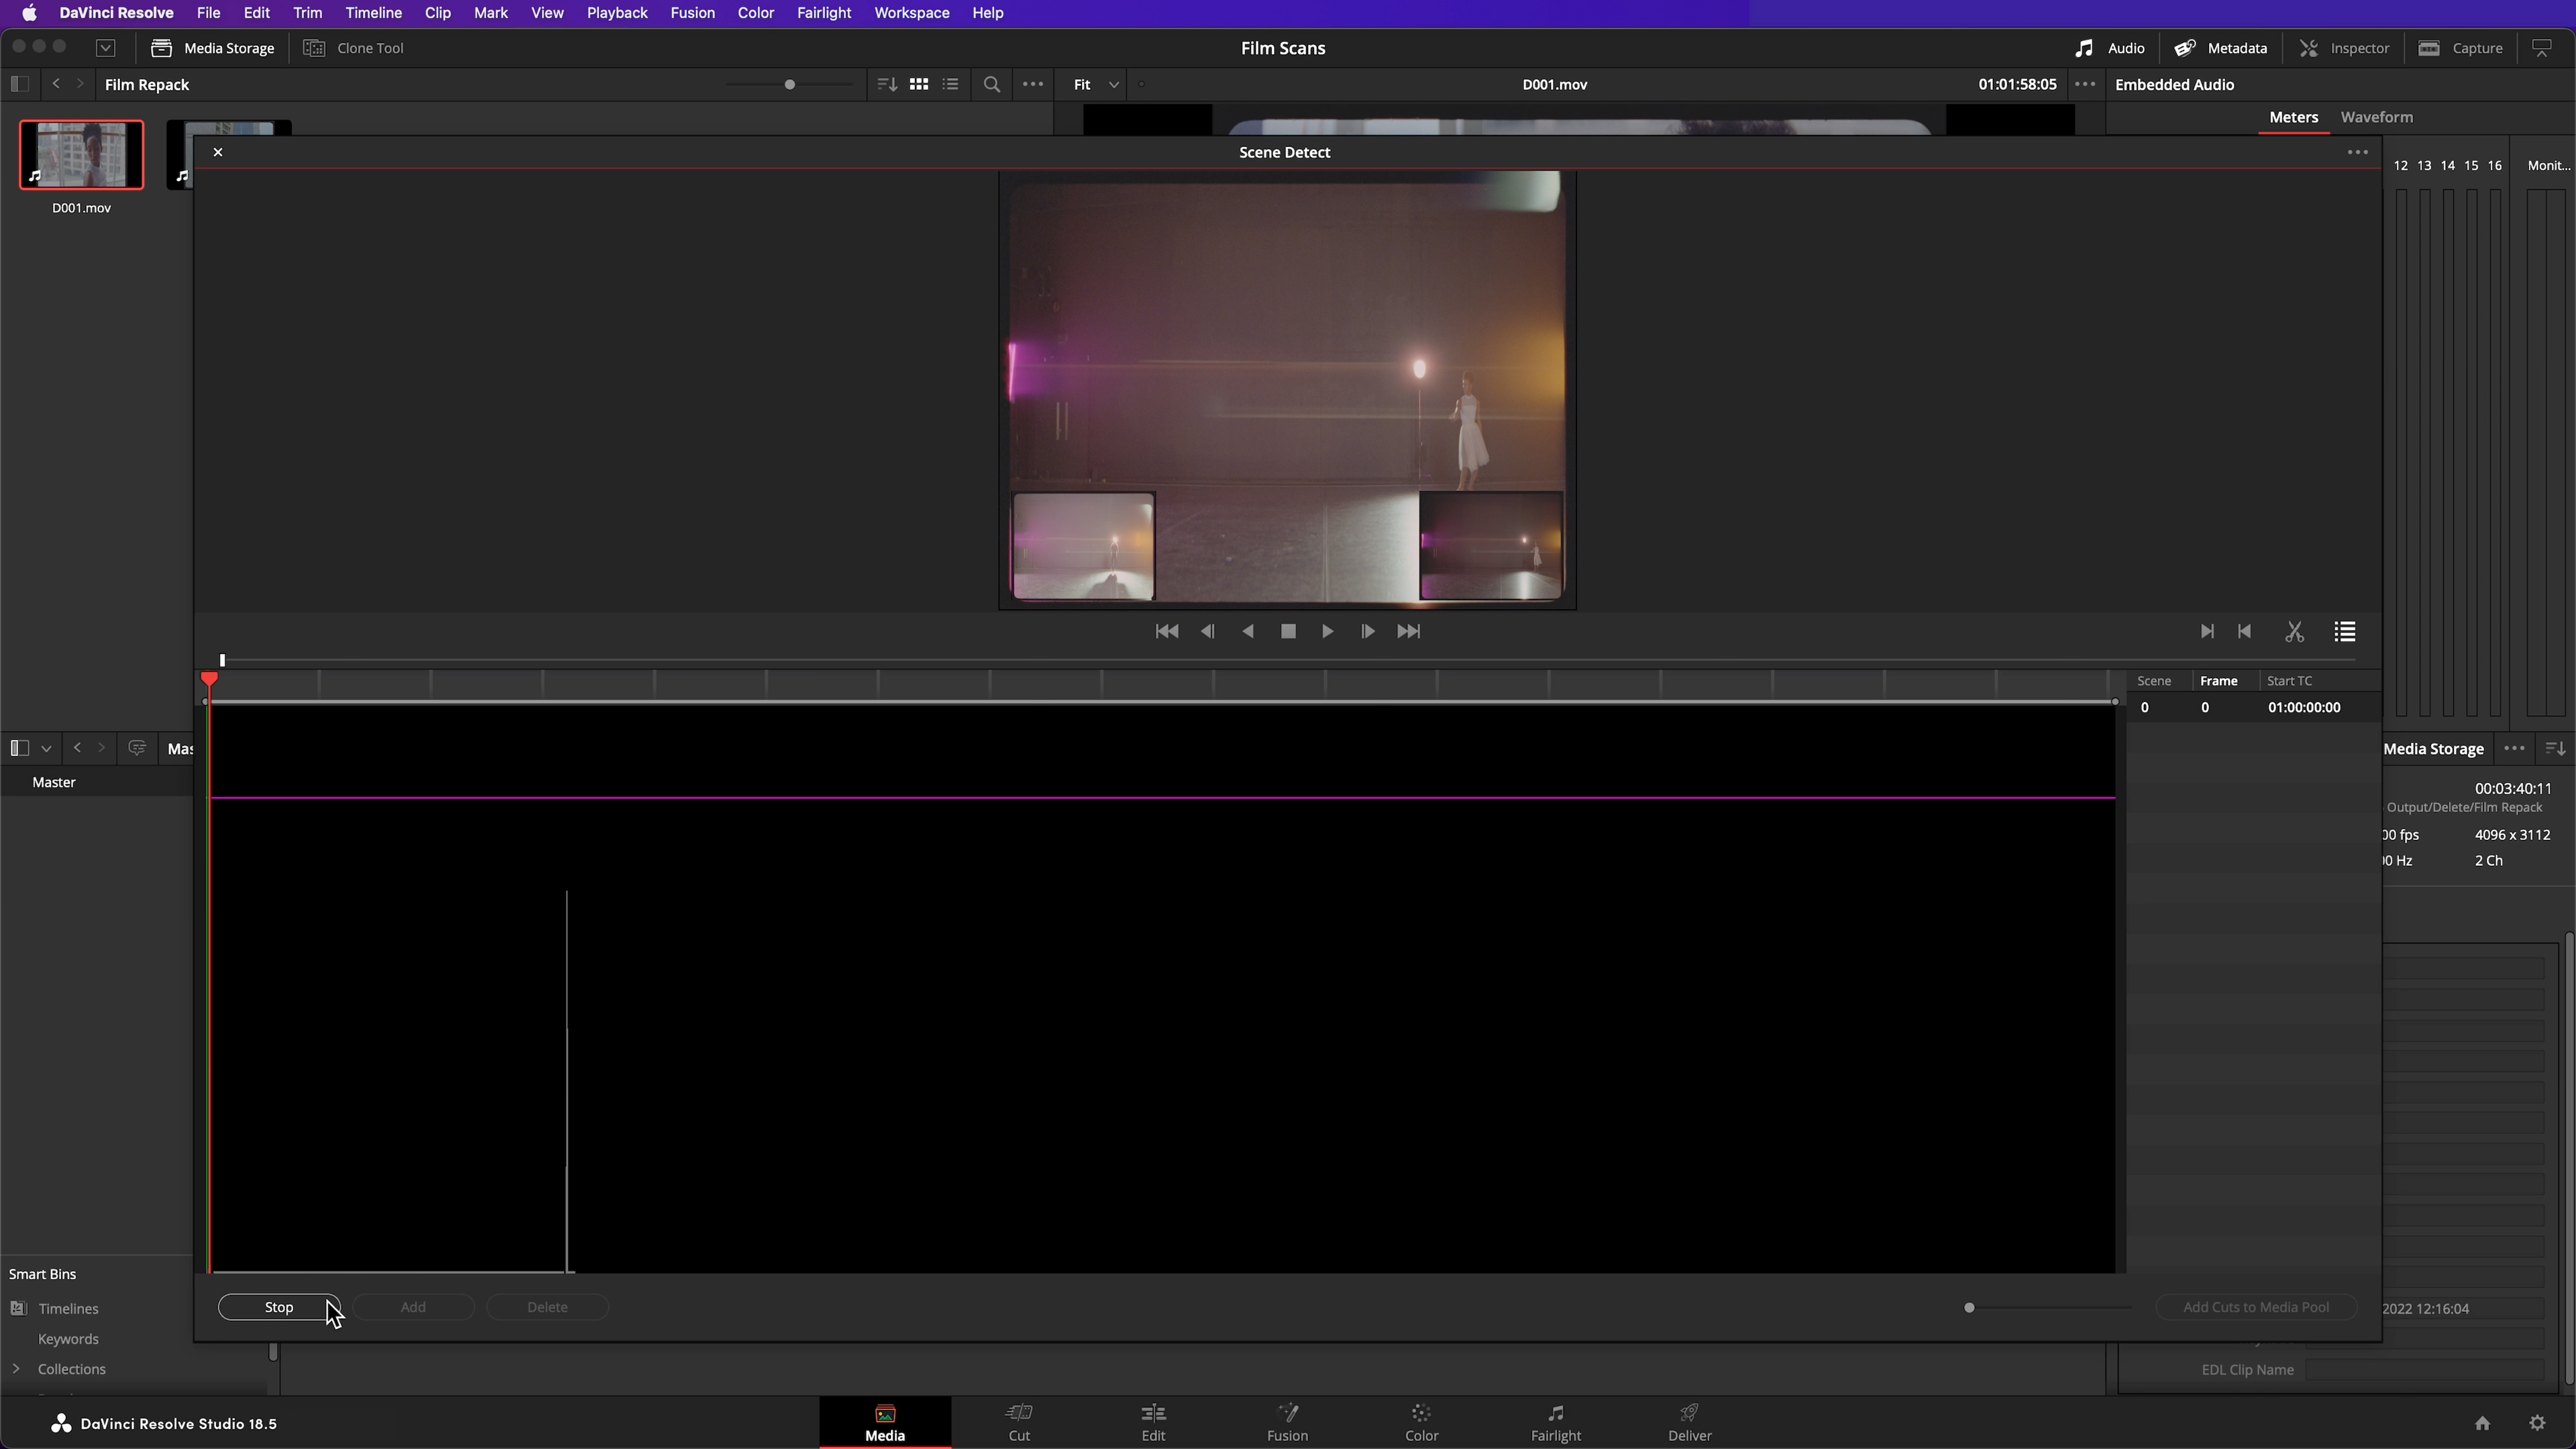 DaVinci Resolve File Edit Trim Timeline Clip Mark View Playback Fusion Color Fairlight Workspace Help
Media Storage Clone Tool Film Scans Audio Metadata Inspector Capture
Film Repack Fit D001.mov 01:01:58:05 Embedded Audio
Meters Waveform
Scene Detect
12 13 14 15 16 Monit...
D001.mov
Scene Frame Start TC
0 0 01:00:00:00
Mas Media Storage
Master
00:03:40:11
Output/Delete/Film Repack
00 fps 4096 x 3112
00 Hz 2 Ch
Smart Bins
Stop Add Delete Add Cuts to Media Pool
Timelines 2022 12:16:04
Keywords
Collections
EDL Clip Name
DaVinci Resolve Studio 18.5
Media Cut Edit Fusion Color Fairlight Deliver